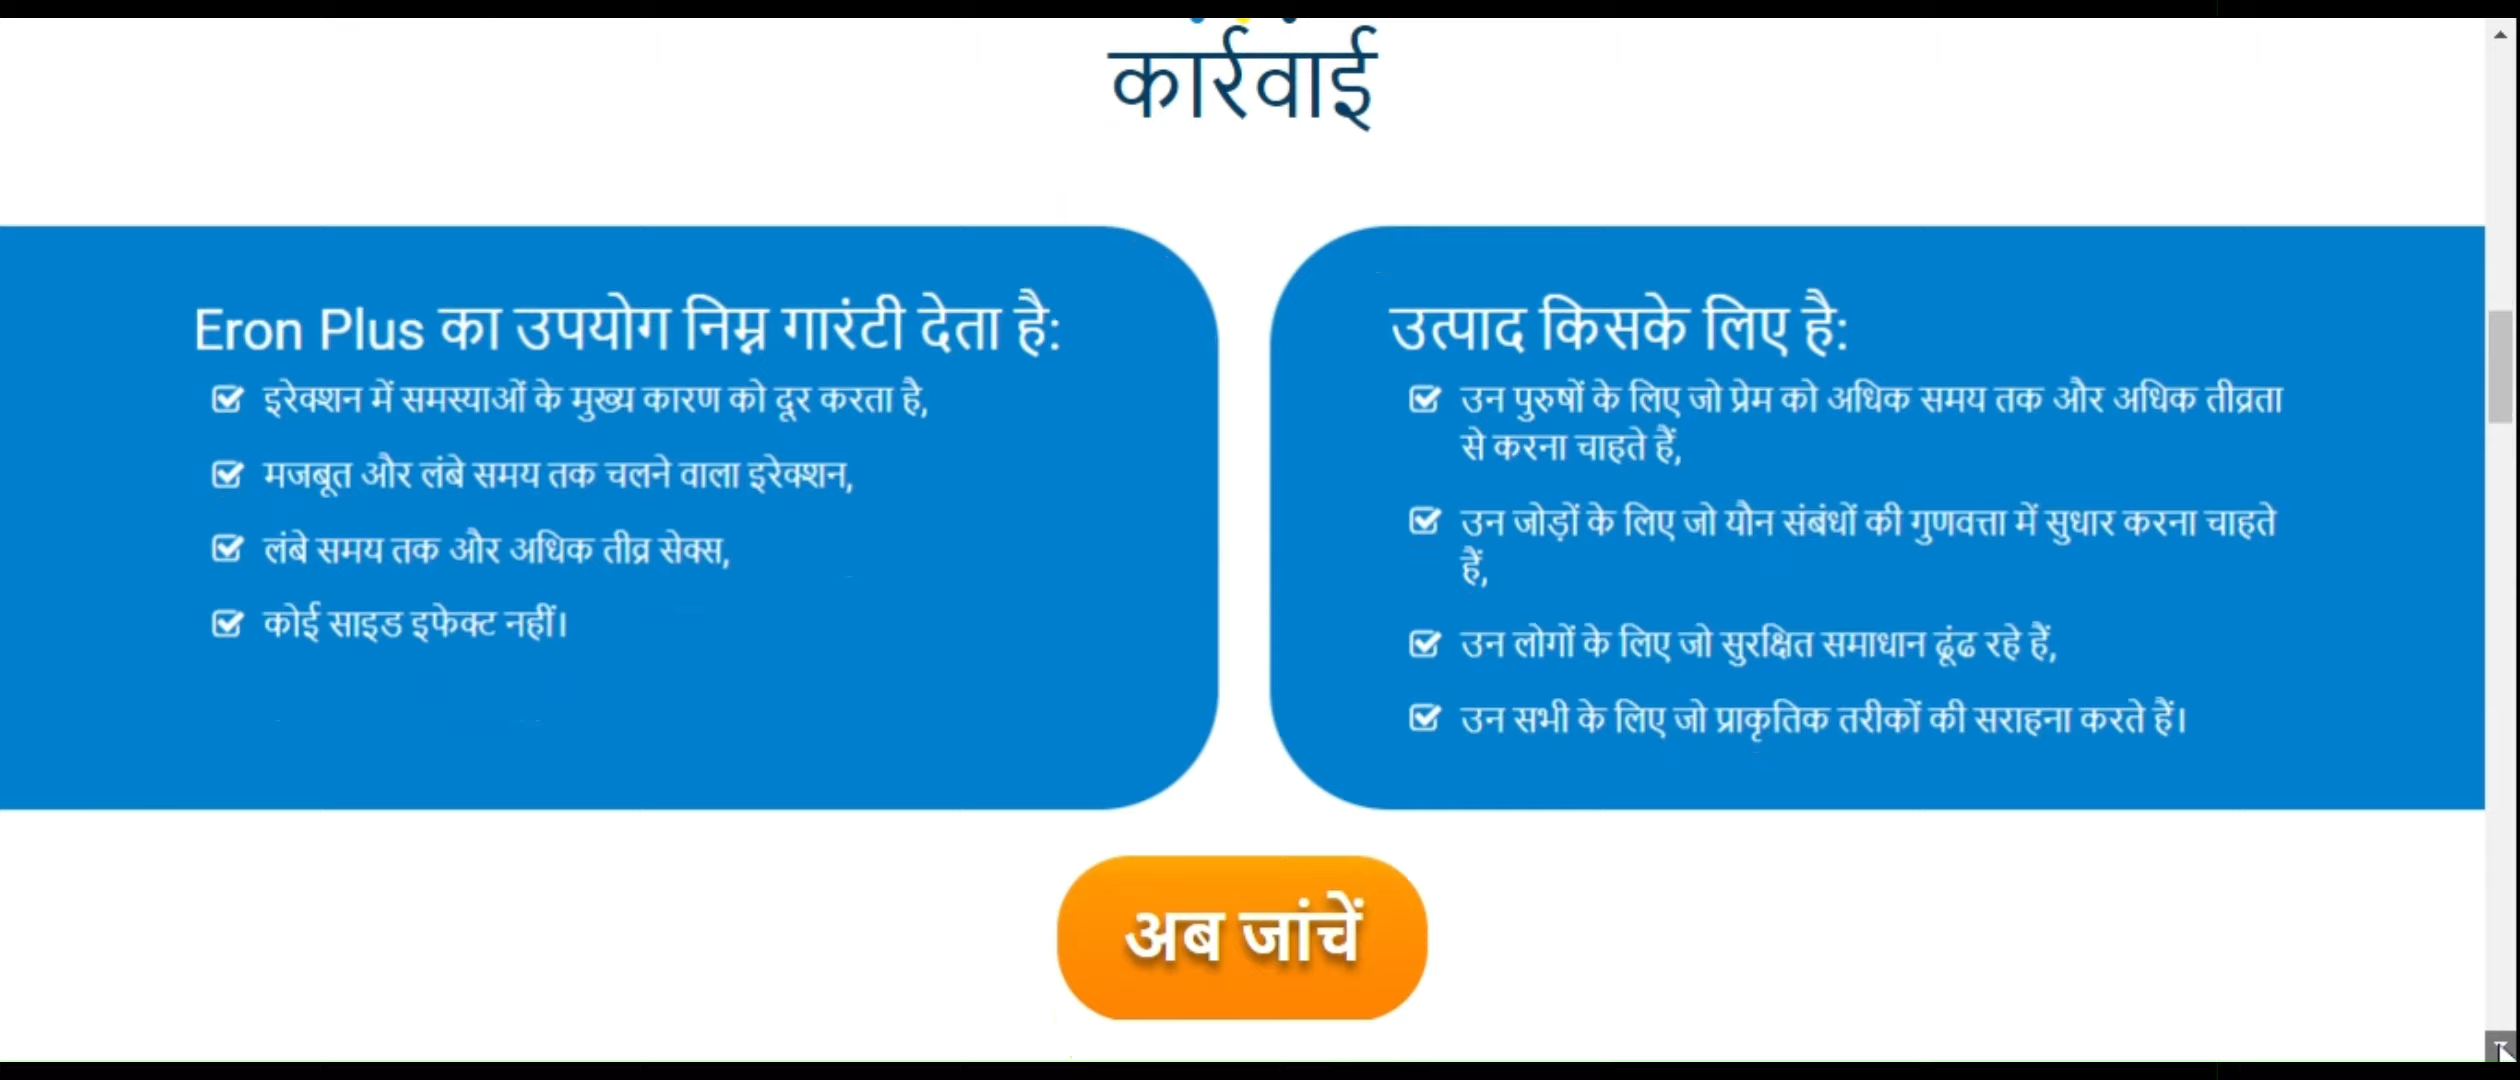 कार्रवाई
Eron Plus का उपयोग निम्न गारंटी देता है:
इरेक्शन में समस्याओं के मुख्य कारण को दूर करता है,
मजबूत और लंबे समय तक चलने वाला इरेक्शन,
लंबे समय तक और अधिक तीव्र सेक्स,
कोई साइड इफेक्ट नहीं।
उत्पाद किसके लिए है:
उन पुरुषों के लिए जो प्रेम को अधिक समय तक और अधिक तीव्रता
से करना चाहते हैं,
उन जोड़ों के लिए जो यौन संबंधों की गुणवत्ता में सुधार करना चाहते
हैं,
उन लोगों के लिए जो सुरक्षित समाधान ढूंढ रहे हैं,
उन सभी के लिए जो प्राकृतिक तरीकों की सराहना करते हैं।
अब जांचें